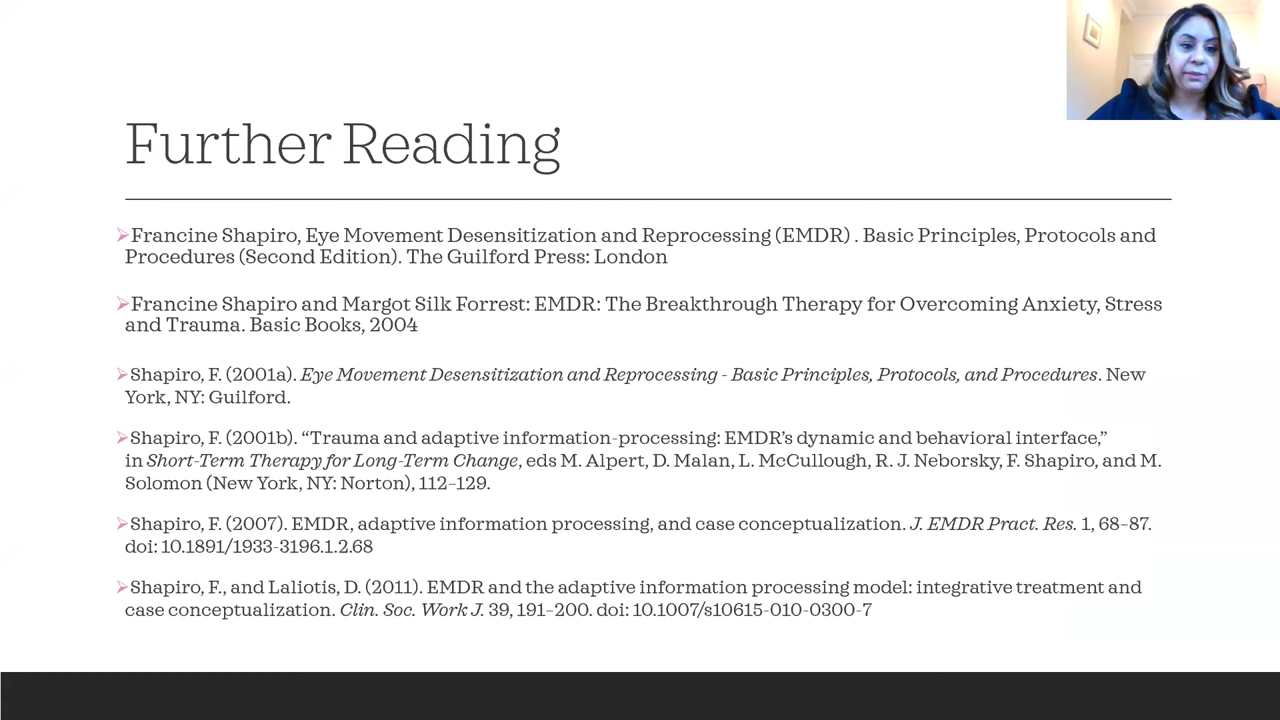 Further Reading
➢Francine Shapiro, Eye Movement Desensitization and Reprocessing (EMDR) . Basic Principles, Protocols and
Procedures (Second Edition). The Guilford Press: London
➢Francine Shapiro and Margot Silk Forrest: EMDR: The Breakthrough Therapy for Overcoming Anxiety, Stress
and Trauma. Basic Books, 2004
➢Shapiro, F. (2001a). Eye Movement Desensitization and Reprocessing - Basic Principles, Protocols, and Procedures. New
York, NY: Guilford.
➢Shapiro, F. (2001b). “Trauma and adaptive information-processing: EMDR’s dynamic and behavioral interface,”
in Short-Term Therapy for Long-Term Change, eds M. Alpert, D. Malan, L. McCullough, R. J. Neborsky, F. Shapiro, and M.
Solomon (New York, NY: Norton), 112–129.
➢Shapiro, F. (2007). EMDR, adaptive information processing, and case conceptualization. J. EMDR Pract. Res. 1, 68–87.
doi: 10.1891/1933-3196.1.2.68
➢Shapiro, F., and Laliotis, D. (2011). EMDR and the adaptive information processing model: integrative treatment and
case conceptualization. Clin. Soc. Work J. 39, 191–200. doi: 10.1007/s10615-010-0300-7